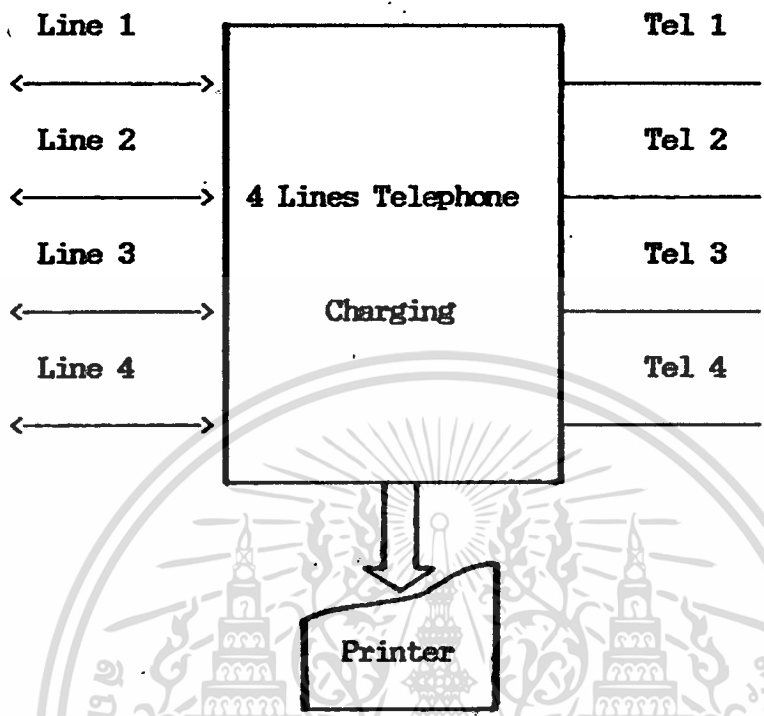 Line 1
Tel 1
Line 2
Tel 2
4 Lines Telephone
Line 3
Tel 3
Charging
Line 4
Tel 4
Printer